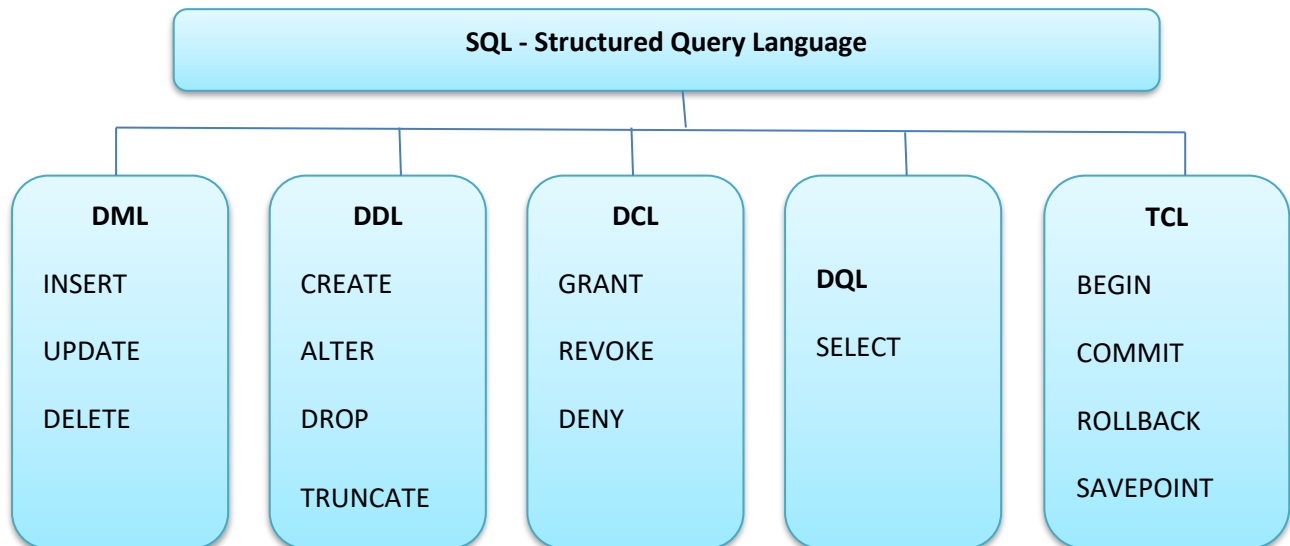 SQL - Structured Query Language
DML
INSERT
UPDATE
DELETE
DDL
CREATE
ALTER
DROP
TRUNCATE
DCL
GRANT
REVOKE
DENY
DQL
SELECT
TCL
BEGIN
COMMIT
ROLLBACK
SAVEPOINT